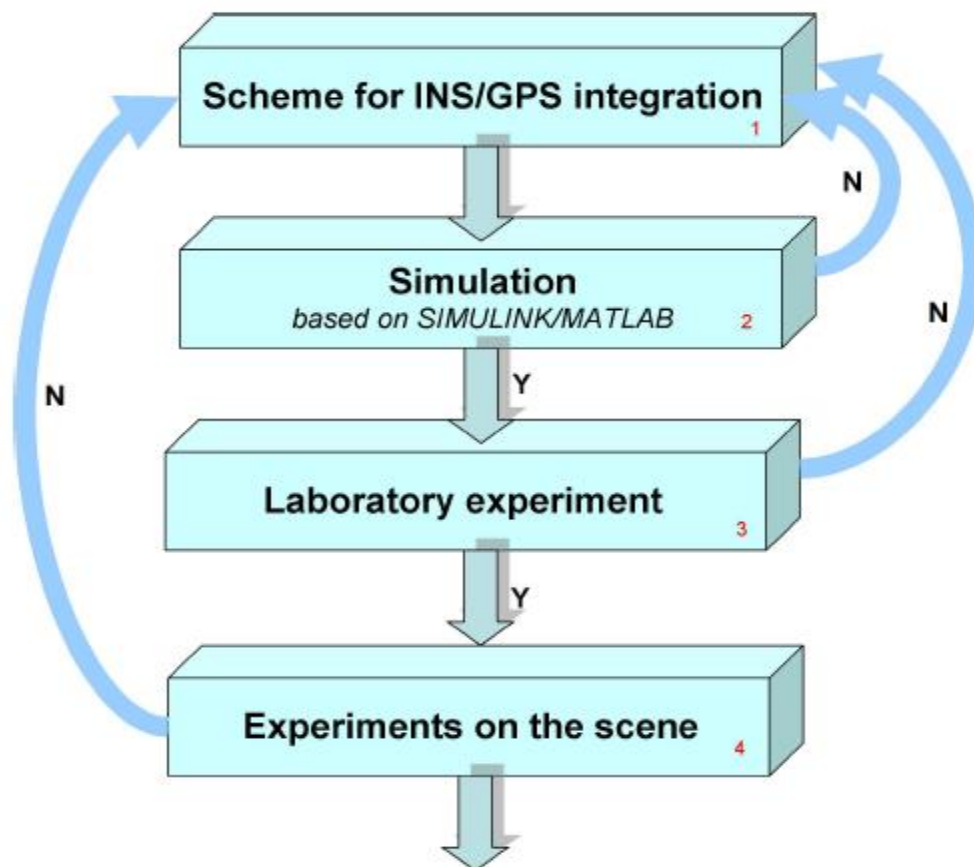 Scheme for INS/GPS integration
1
N
Simulation
based on SIMULINK/MATLAB
2
N
Y
N
Laboratory experiment
3
Y
Experiments on the scene
4